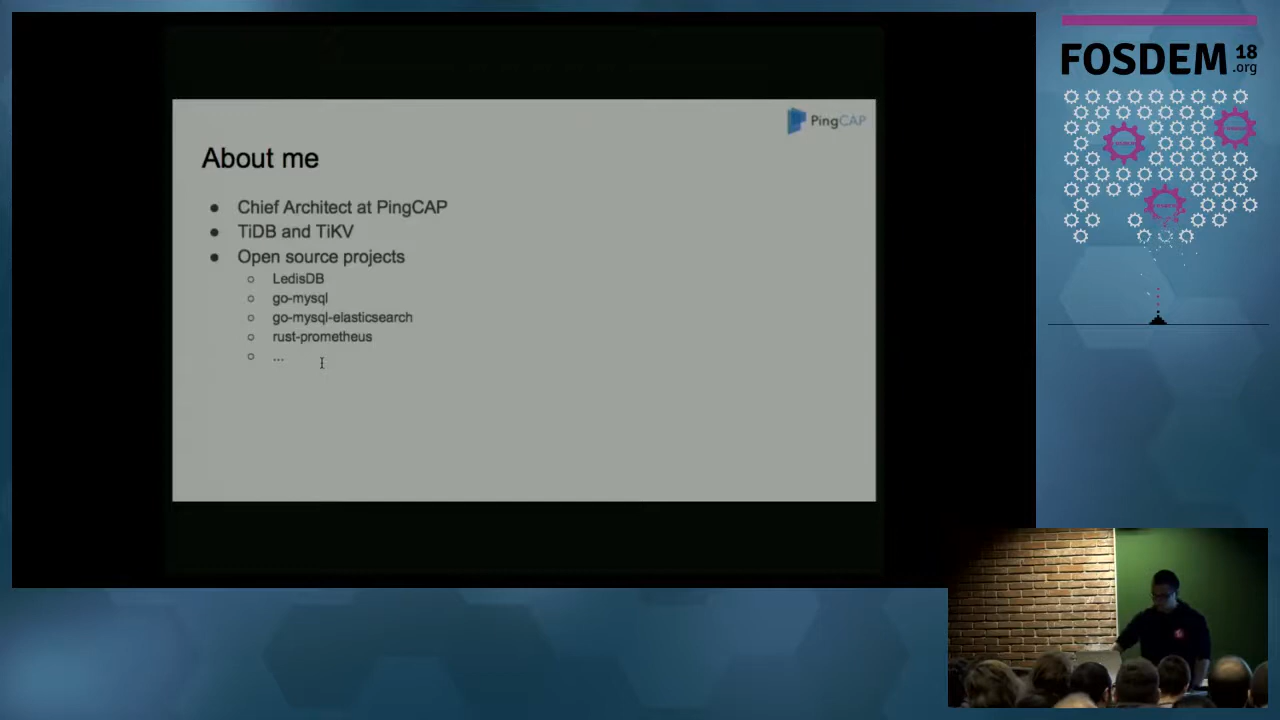 PingCAP
About me
● Chief Architect at PingCAP
● TiDB and TiKV
● Open source projects
○ LedisDB
○ go-mysql
○ go-mysql-elasticsearch
○ rust-prometheus
○ ...
FOSDEM 18
.org